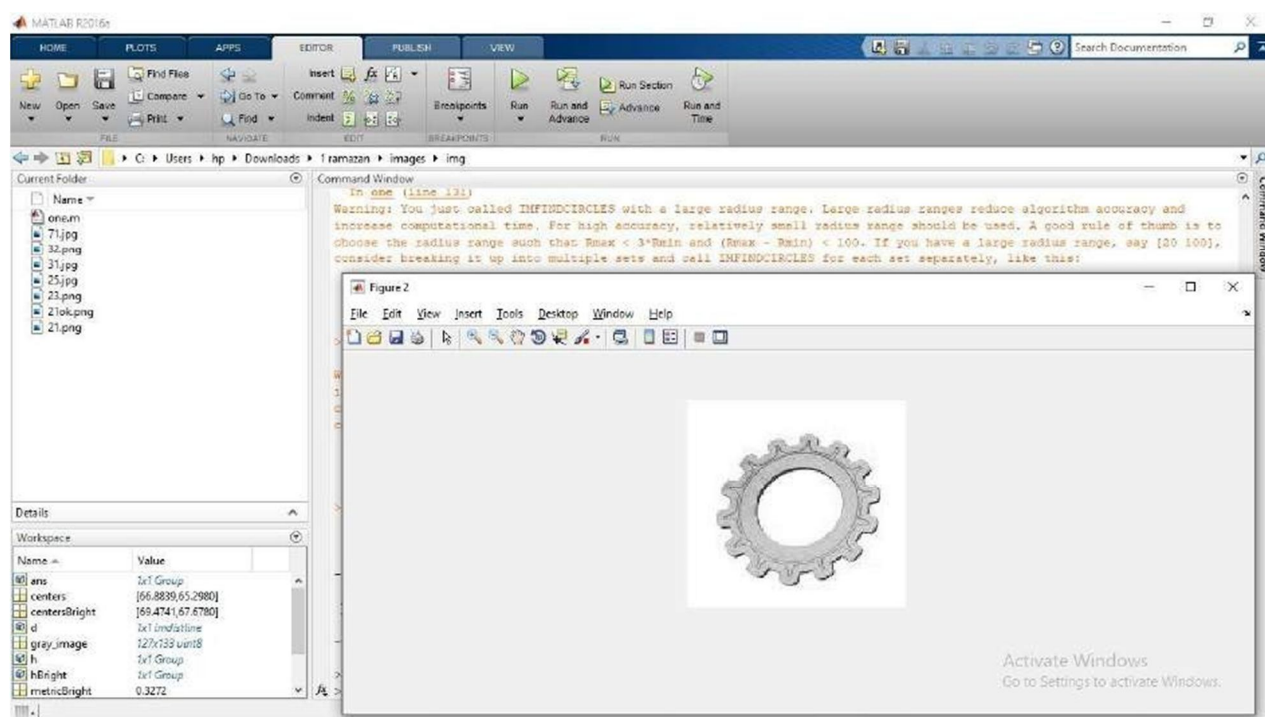 MATLAB R2016a
HOME PLOTS APPS EDITOR PUBLISH VIEW
Search Documentation
New Open Save
Find Files
Compare
Print
Go To
Find
Insert
Comment
Indent
Breakpoints
Run
Run and Advance
Run Section
Advance
Run and Time
FILE NAVIGATE EDIT BREAKPOINTS RUN
C: Users hp Downloads 1 ramazan images img
Current Folder
Name
one.m
71.jpg
32.png
31.jpg
25.jpg
23.png
21ok.png
21.png
Details
Workspace
Name Value
ans 1x1 Group
centers [66.8839,65.2980]
centersBright [69.4741,67.6780]
d 1x1 imdistline
gray_image 127x133 uint8
h 1x1 Group
hBright 1x1 Group
metricBright 0.3272
Command Window
In one (line 131)
Warning: You just called IMFINDCIRCLES with a large radius range. Large radius ranges reduce algorithm accuracy and
increase computational time. For high accuracy, relatively small radius range should be used. A good rule of thumb is to
choose the radius range such that Rmax < 3*Rmin and (Rmax - Rmin) < 100. If you have a large radius range, say [20 100],
consider breaking it up into multiple sets and call IMFINDCIRCLES for each set separately, like this:
Figure 2
File Edit View Insert Tools Desktop Window Help
Activate Windows
Go to Settings to activate Windows.
fx
Command Window